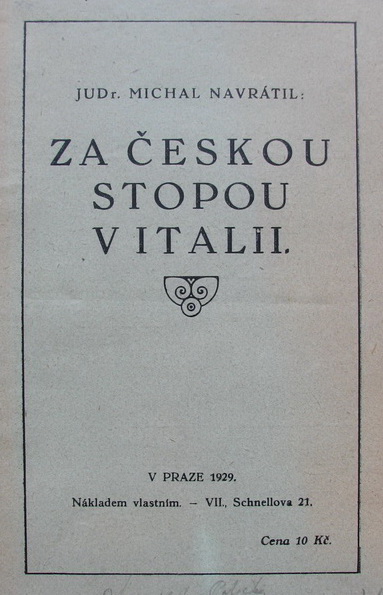 JUDr. MICHAL NAVRÁTIL:
ZA ČESKOU
STOPOU
V ITALII.
V PRAZE 1929.
Nákladem vlastním. – VII., Schnellova 21.
Cena 10 Kč.